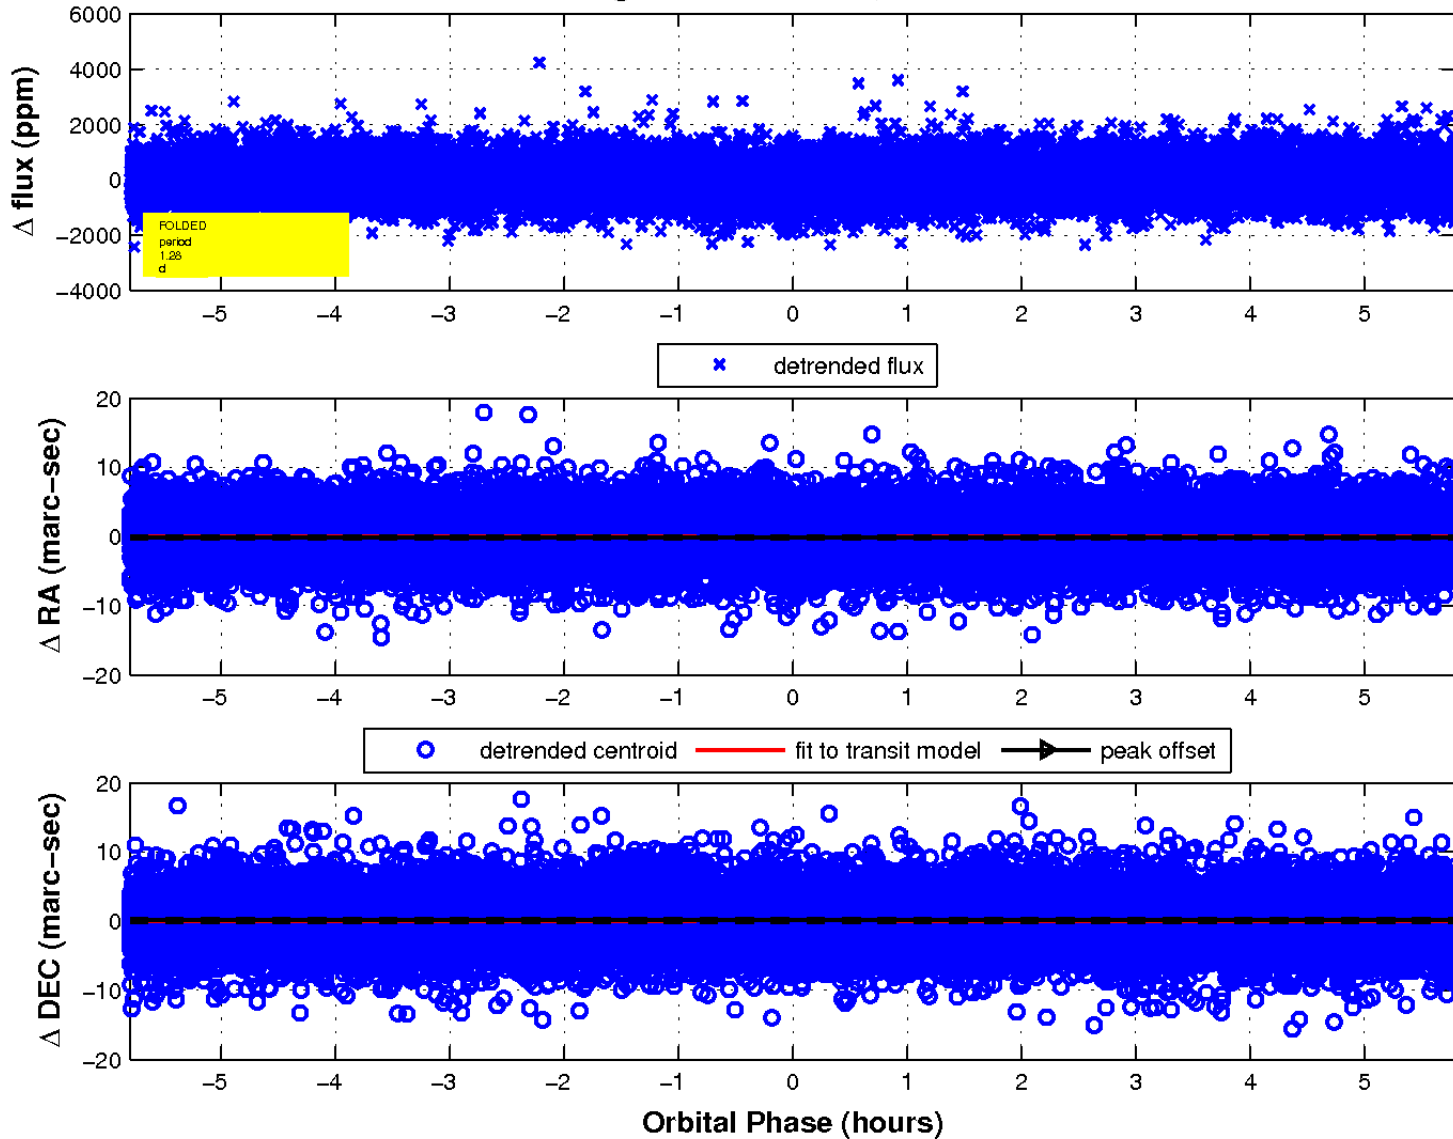 6000
4000
2000
0
−2000
−4000
Δ flux (ppm)
FOLDED
period
1.28
d
−5 −4 −3 −2 −1 0 1 2 3 4 5
detrended flux
20
10
0
−10
−20
Δ RA (marc−sec)
−5 −4 −3 −2 −1 0 1 2 3 4 5
detrended centroid fit to transit model peak offset
20
10
0
−10
−20
Δ DEC (marc−sec)
−5 −4 −3 −2 −1 0 1 2 3 4 5
Orbital Phase (hours)